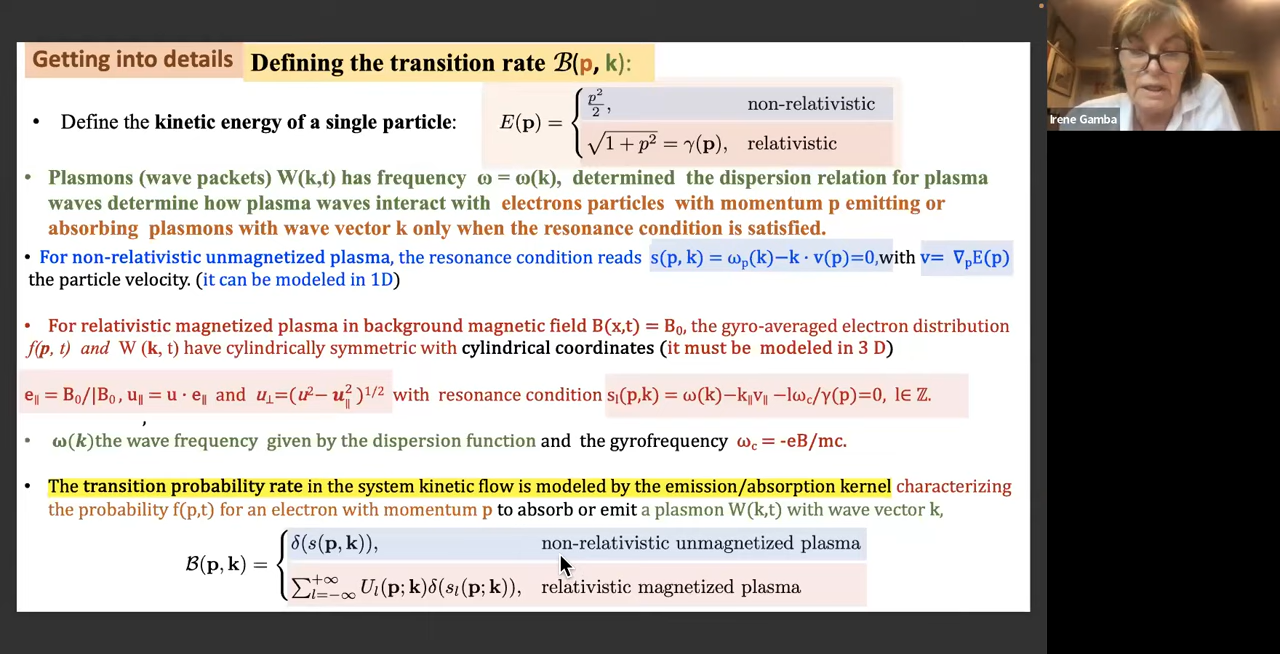 Getting into details Defining the transition rate ℬ(p, k):
• Define the kinetic energy of a single particle: E(p) = { p²/2, non-relativistic
√1 + p² = γ(p), relativistic
• Plasmons (wave packets) W(k,t) has frequency ω = ω(k), determined the dispersion relation for plasma
waves determine how plasma waves interact with electrons particles with momentum p emitting or
absorbing plasmons with wave vector k only when the resonance condition is satisfied.
• For non-relativistic unmagnetized plasma, the resonance condition reads s(p, k) = ωₚ(k)−k · v(p)=0, with v= ∇ₚE(p)
the particle velocity. (it can be modeled in 1D)
• For relativistic magnetized plasma in background magnetic field B(x,t) = B₀, the gyro-averaged electron distribution
f(p, t) and W (k, t) have cylindrically symmetric with cylindrical coordinates (it must be modeled in 3 D)
e∥ = B₀/|B₀, u∥ = u · e∥ and u⊥=(u²− u∥²)^1/2 with resonance condition sₗ(p,k) = ω(k)−k∥v∥ −lω_c/γ(p)=0, l∈ ℤ.
,
• ω(k)the wave frequency given by the dispersion function and the gyrofrequency ω_c = -eB/mc.
• The transition probability rate in the system kinetic flow is modeled by the emission/absorption kernel characterizing
the probability f(p,t) for an electron with momentum p to absorb or emit a plasmon W(k,t) with wave vector k,
ℬ(p, k) = { δ(s(p, k)), non-relativistic unmagnetized plasma
∑_{l=−∞}^{+∞} Uₗ(p; k)δ(sₗ(p; k)), relativistic magnetized plasma
Irene Gamba